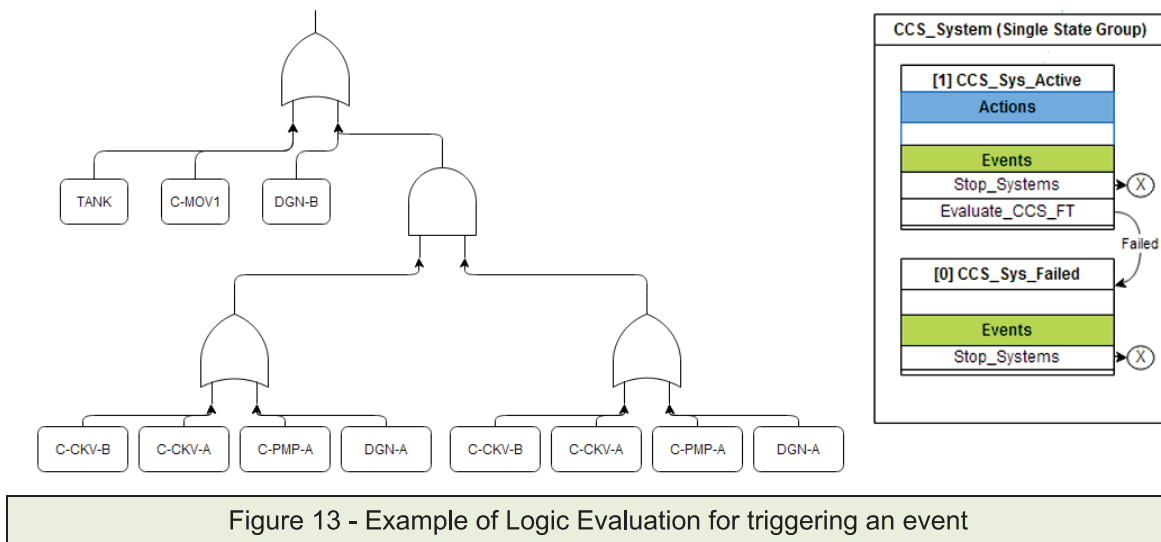 TANK
C-MOV1
DGN-B
C-CKV-B
C-CKV-A
C-PMP-A
DGN-A
C-CKV-B
C-CKV-A
C-PMP-A
DGN-A
CCS_System (Single State Group)
[1] CCS_Sys_Active
Actions
Events
Stop_Systems
X
Evaluate_CCS_FT
Failed
[0] CCS_Sys_Failed
Events
Stop_Systems
X
Figure 13 - Example of Logic Evaluation for triggering an event